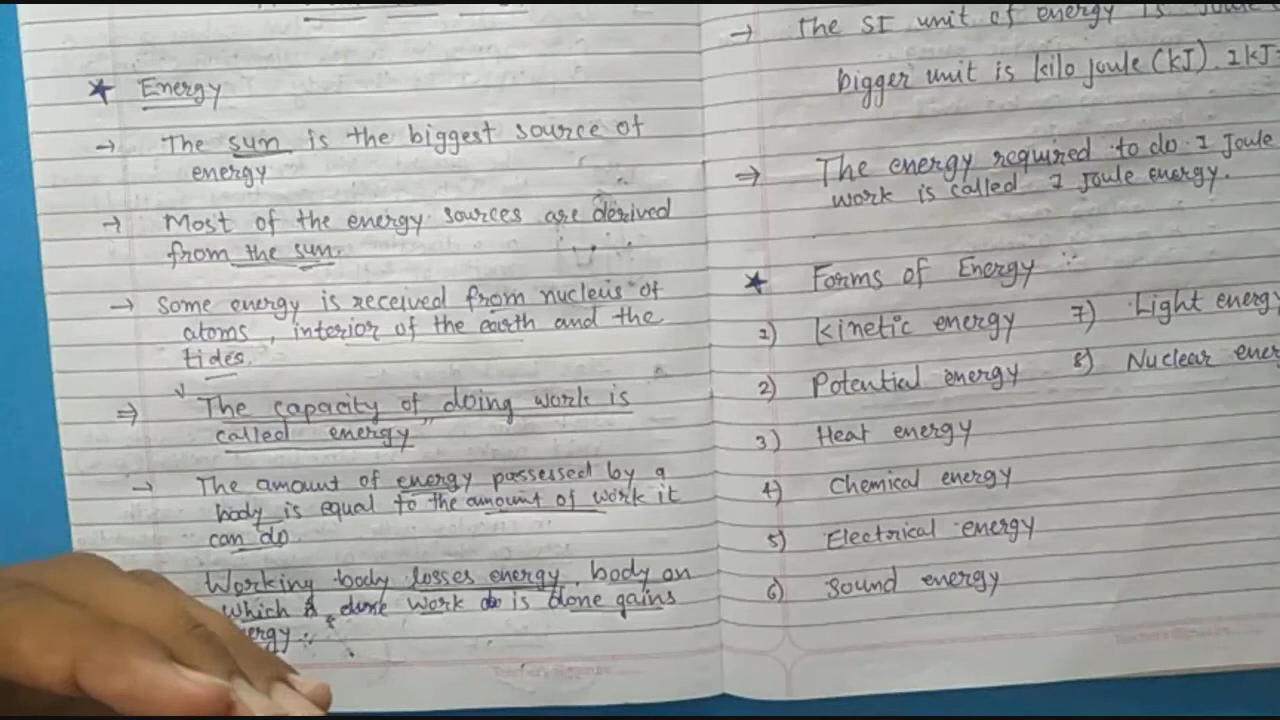 ★ Energy
→ The sun is the biggest source of
energy
→ Most of the energy sources are derived
from the sun.
→ Some energy is received from nucleus of
atoms, interior of the earth and the
tides.
⇒ The capacity of doing work is
called energy"
→ The amount of energy possessed by a
body is equal to the amount of work it
can do.
Working body losses energy, body on
which work is done gains
→ The SI unit of energy is
bigger unit is kilo joule (kJ). 1 kJ
⇒ The energy required to do 1 Joule
work is called 1 Joule energy.
★ Forms of Energy :-
1) Kinetic energy 7) Light energy
2) Potential energy 8) Nuclear ener
3) Heat energy
4) Chemical energy
5) Electrical energy
6) Sound energy